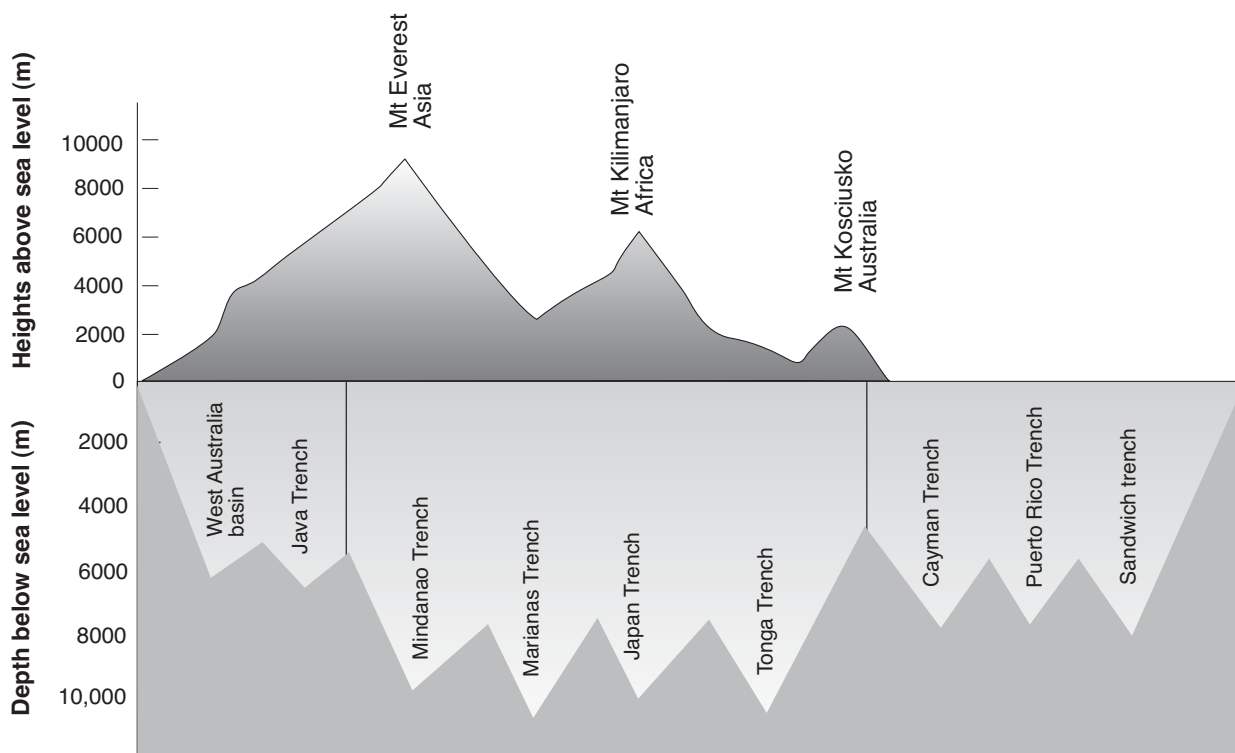 Heights above sea level (m)
10000
8000
6000
4000
2000
0
Mt Everest
Asia
Mt Kilimanjaro
Africa
Mt Kosciusko
Australia
Depth below sea level (m)
2000
4000
6000
8000
10,000
West Australia
basin
Java Trench
Mindanao Trench
Marianas Trench
Japan Trench
Tonga Trench
Cayman Trench
Puerto Rico Trench
Sandwich trench